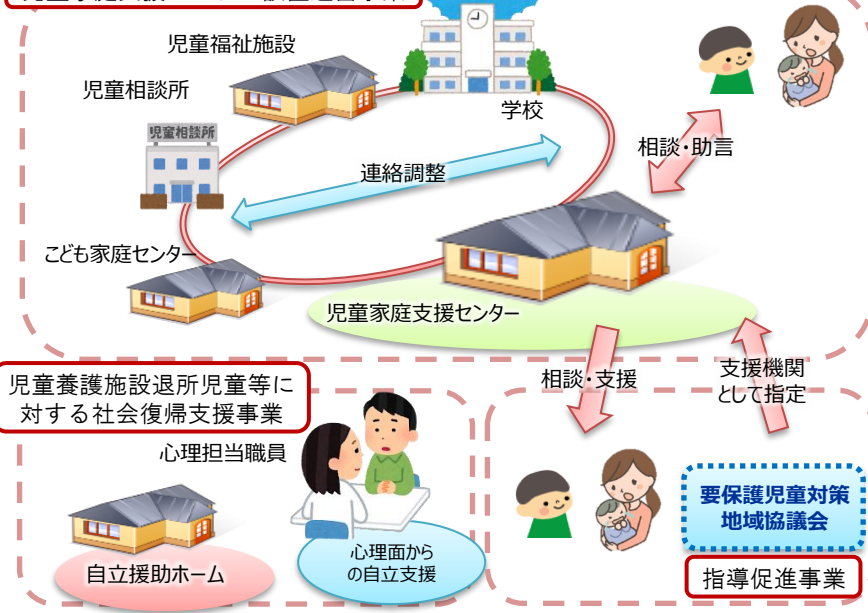 児童福祉施設
児童相談所
児童相談所
学校
相談・助言
連絡調整
こども家庭センター
児童家庭支援センター
相談・支援
支援機関
として指定
児童養護施設退所児童等に
対する社会復帰支援事業
心理担当職員
自立援助ホーム
心理面から
の自立支援
要保護児童対策
地域協議会
指導促進事業